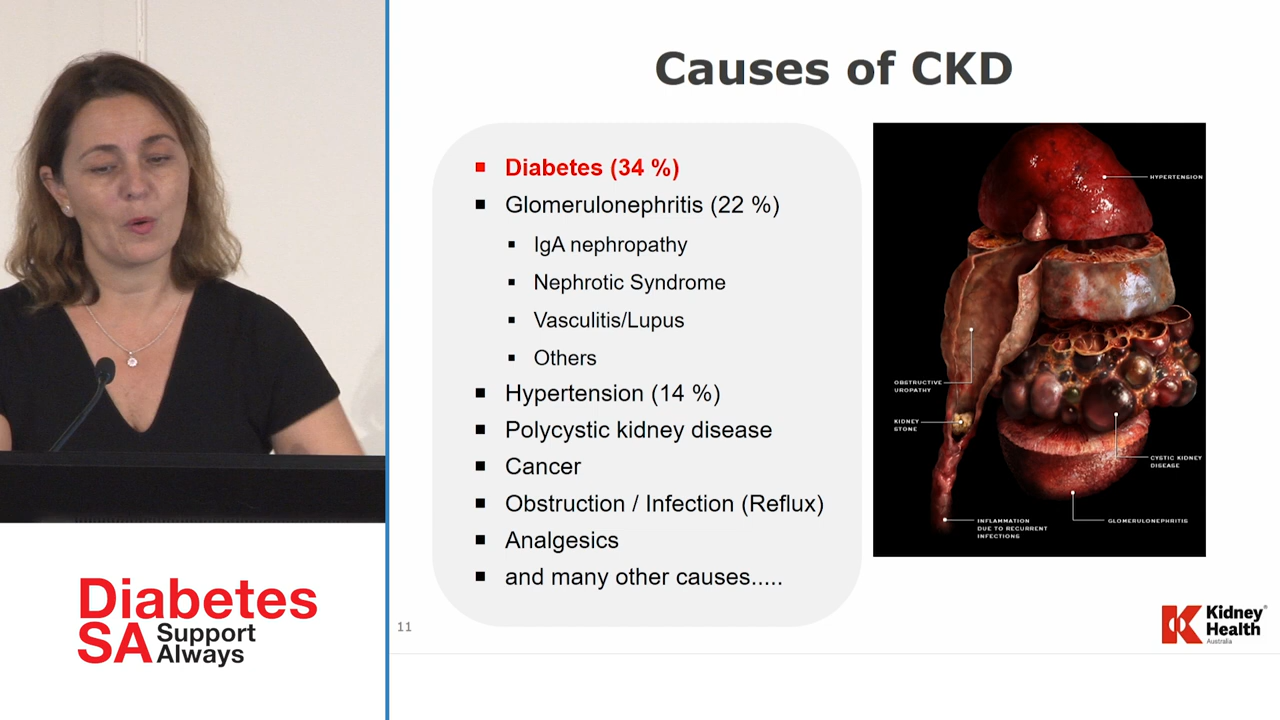 Causes of CKD
Diabetes (34 %)
Glomerulonephritis (22 %)
IgA nephropathy
Nephrotic Syndrome
Vasculitis/Lupus
Others
Hypertension (14 %)
Polycystic kidney disease
Cancer
Obstruction / Infection (Reflux)
Analgesics
and many other causes.....
HYPERTENSION
OBSTRUCTIVE
UROPATHY
KIDNEY
STONE
CYSTIC KIDNEY
DISEASE
INFLAMMATION
DUE TO RECURRENT
INFECTIONS
GLOMERULONEPHRITIS
11
Kidney
Health
Australia
Diabetes
SA Support
Always